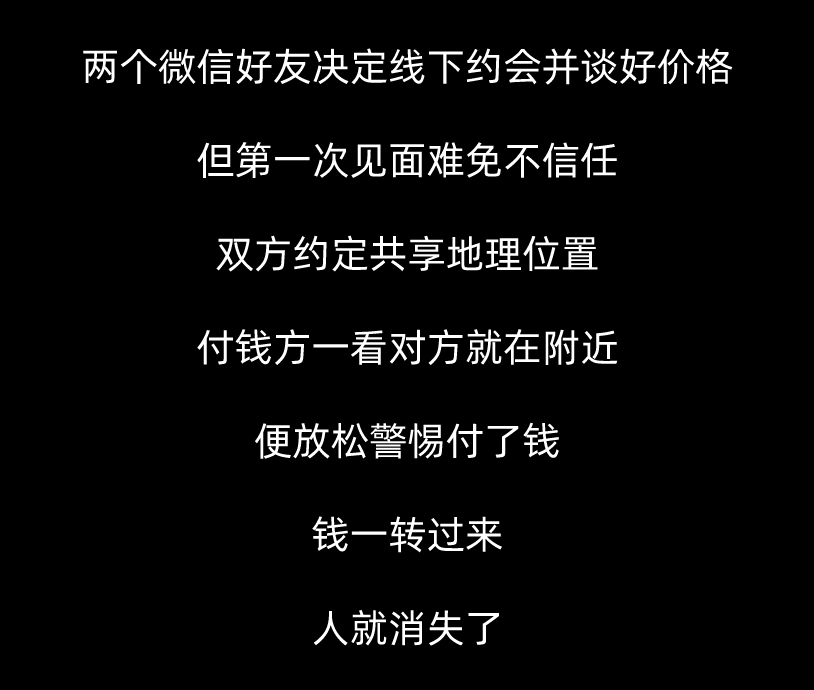 两个微信好友决定线下约会并谈好价格
但第一次见面难免不信任
双方约定共享地理位置
付钱方一看对方就在附近
便放松警惕付了钱
钱一转过来
人就消失了